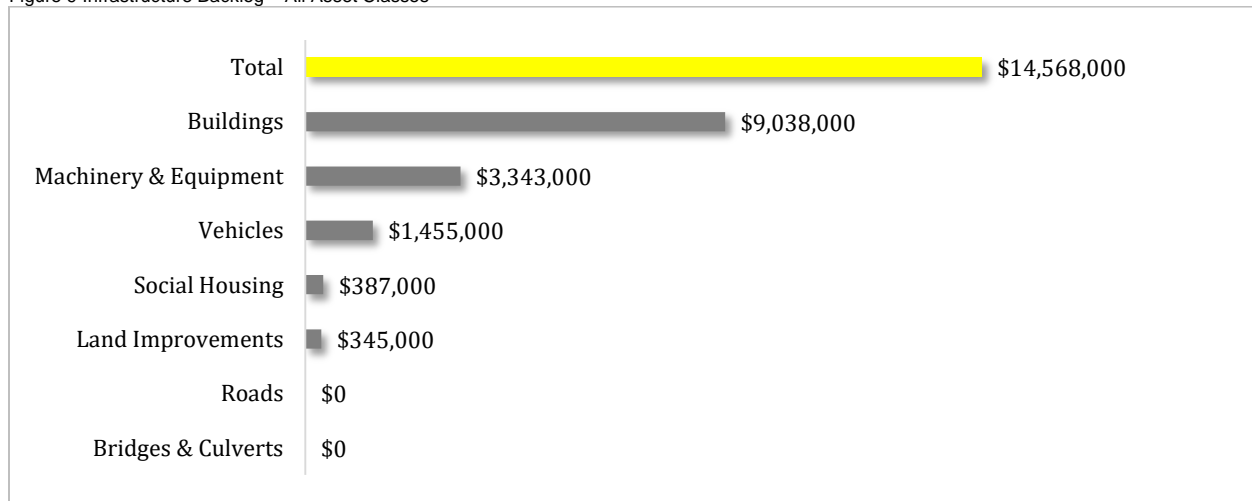 Figure 6 Infrastructure Backlog – All Asset Classes
Total $14,568,000
Buildings $9,038,000
Machinery & Equipment $3,343,000
Vehicles $1,455,000
Social Housing $387,000
Land Improvements $345,000
Roads $0
Bridges & Culverts $0